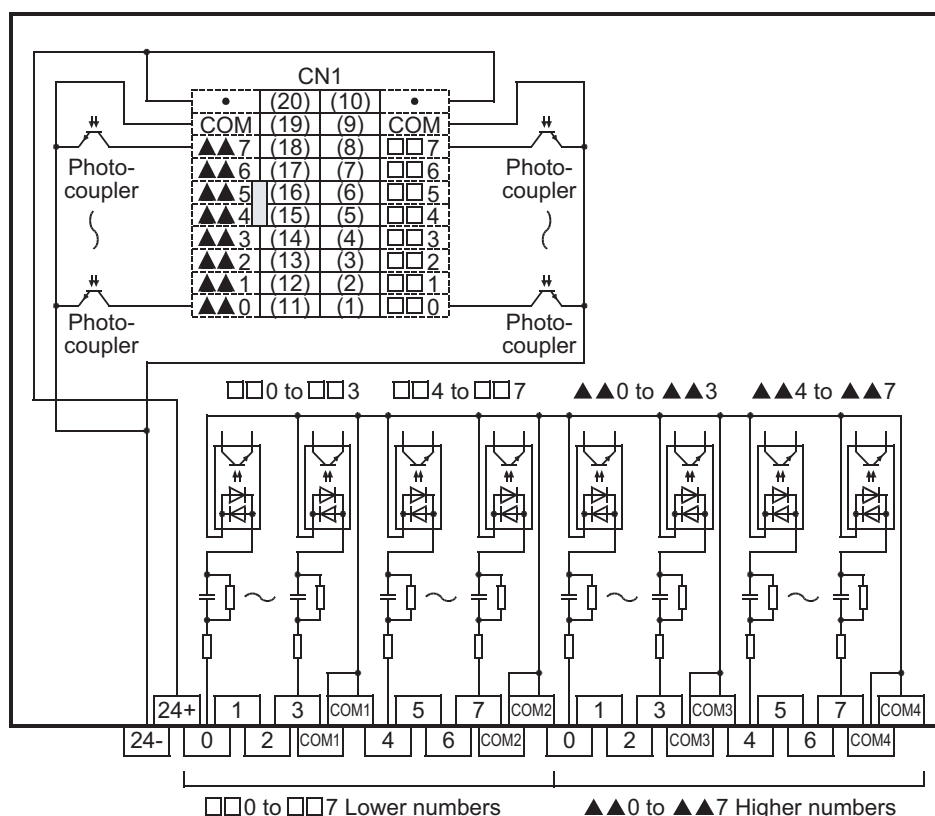 CN1
• (20) (10) •
COM (19) (9) COM
▲▲7 (18) (8) □□7
▲▲6 (17) (7) □□6
▲▲5 (16) (6) □□5
▲▲4 (15) (5) □□4
▲▲3 (14) (4) □□3
▲▲2 (13) (3) □□2
▲▲1 (12) (2) □□1
▲▲0 (11) (1) □□0
Photo-
coupler
Photo-
coupler
Photo-
coupler
Photo-
coupler
□□0 to □□3 □□4 to □□7 ▲▲0 to ▲▲3 ▲▲4 to ▲▲7
24+ 1 3 COM1 5 7 COM2 1 3 COM3 5 7 COM4
24- 0 2 COM1 4 6 COM2 0 2 COM3 4 6 COM4
□□0 to □□7 Lower numbers ▲▲0 to ▲▲7 Higher numbers